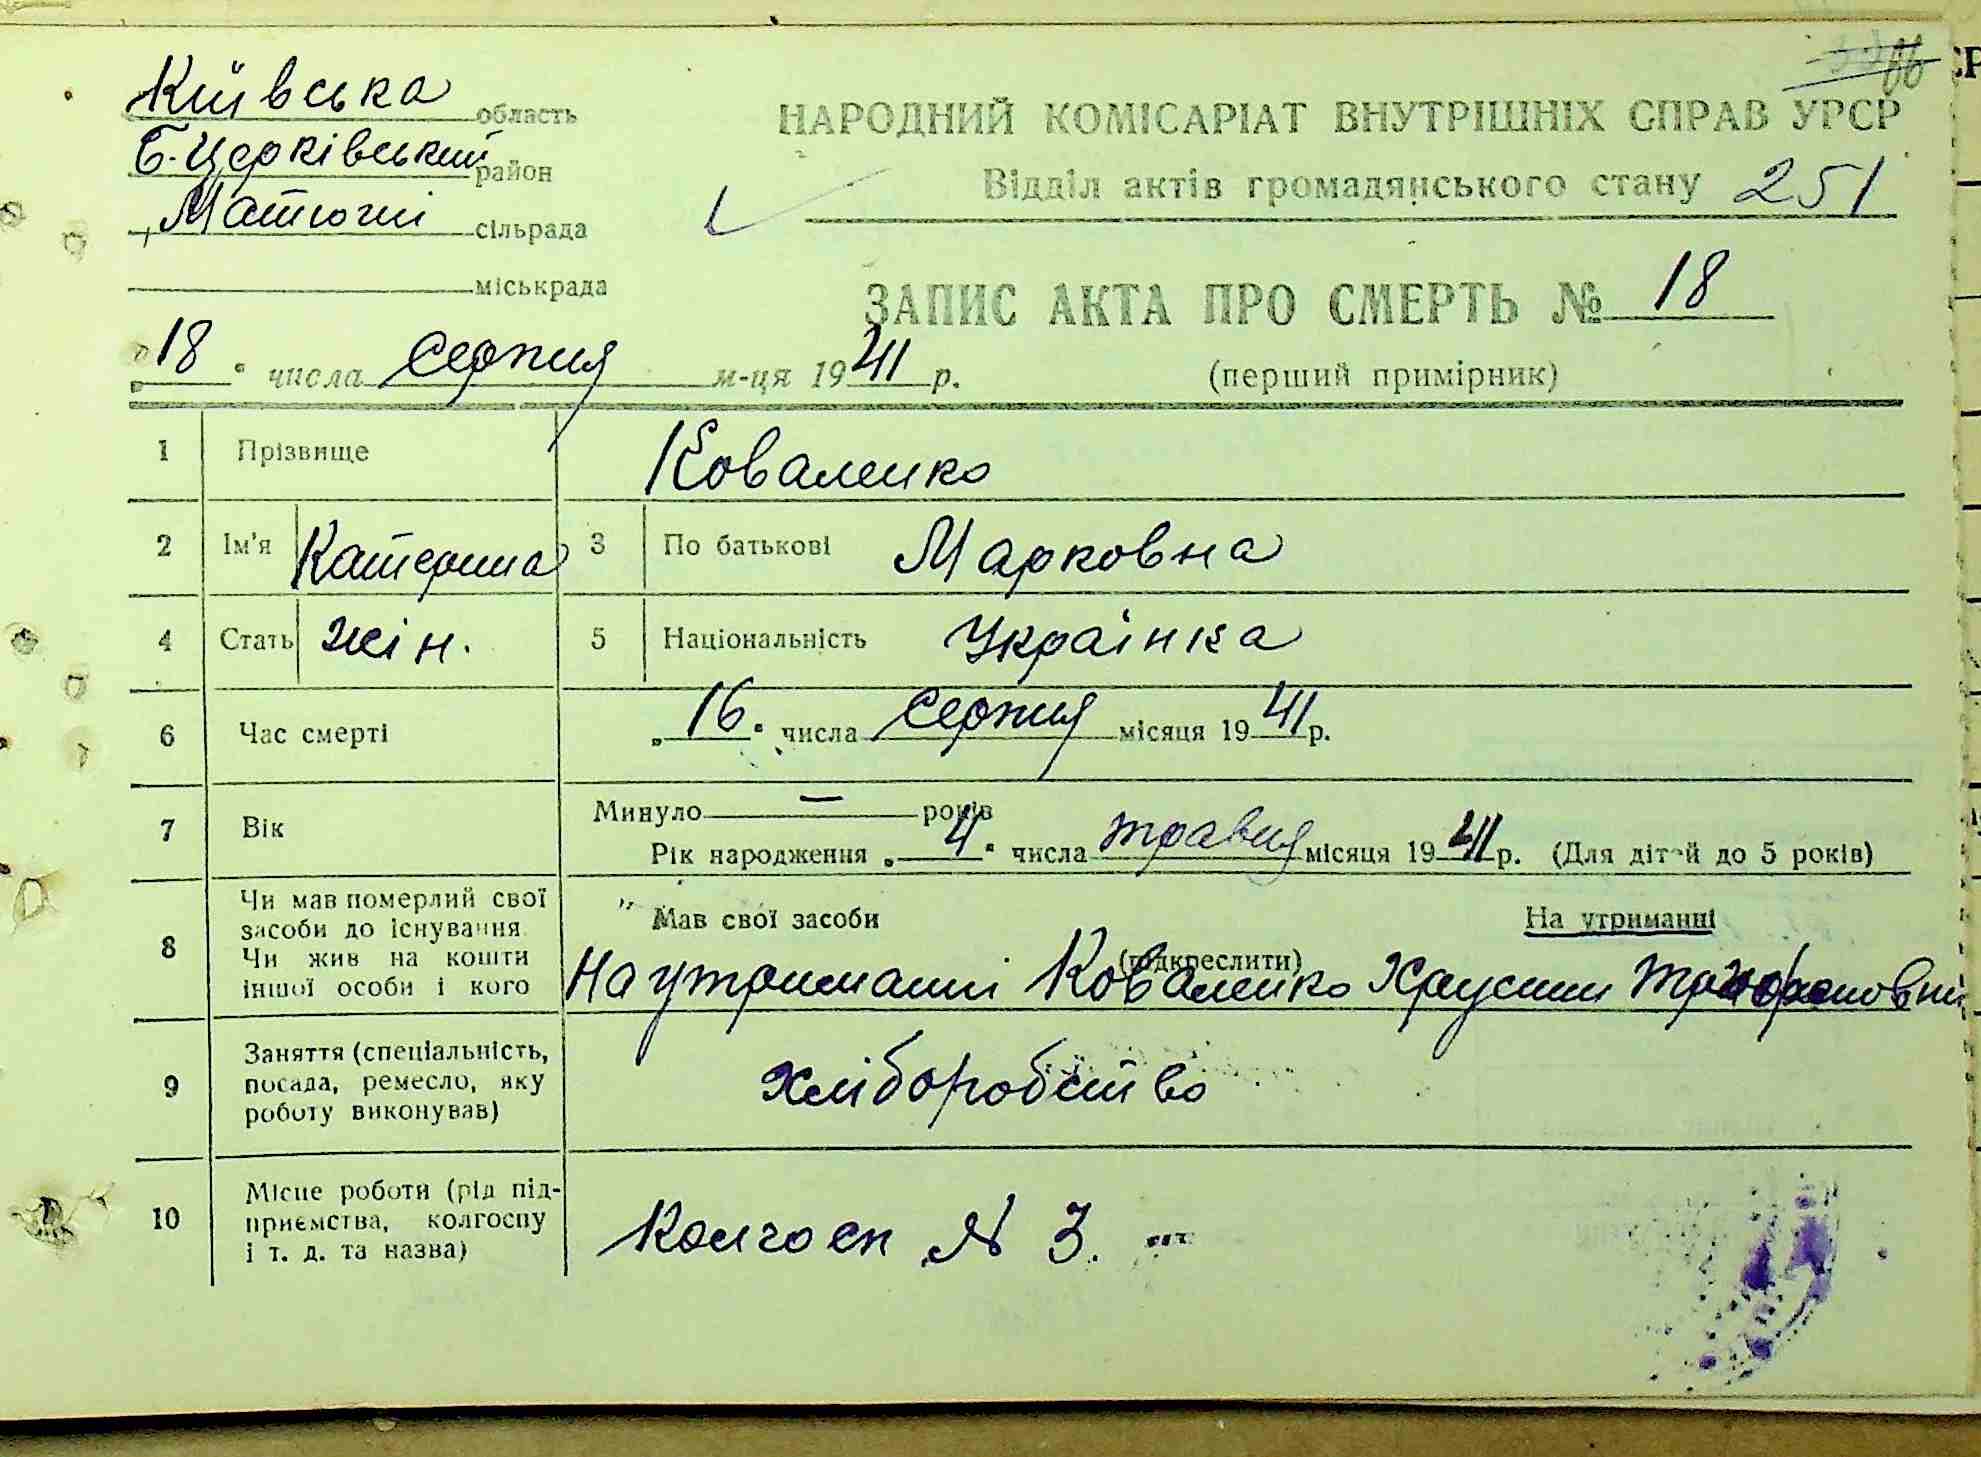 Київська область
НАРОДНИЙ КОМІСАРІАТ ВНУТРІШНІХ СПРАВ УРСР
Б-Церківський район
Відділ актів громадянського стану 251
Матюші сільрада
міськрада
ЗАПИС АКТА ПРО СМЕРТЬ № 18
„18“ числа серпня м-ця 1941 р.
(перший примірник)
1 Прізвище Коваленко
2 Ім'я Катерина 3 По батькові Марковна
4 Стать жін. 5 Національність Українка
6 Час смерті „16“ числа серпня місяця 1941 р.
7 Вік Минуло — років
Рік народження „4“ числа травня місяця 1941 р. (Для дітей до 5 років)
8 Чи мав померлий свої засоби до існування
Чи жив на кошти іншої особи і кого
Мав свої засоби На утриманні
(підкреслити)
На утриманні Коваленко Хрусини
9 Заняття (спеціальність,
посада, ремесло, яку
роботу виконував)
хліборобство
10 Місце роботи (рід під-
приємства, колгоспу
і т. д. та назва)
Колгосп № 3.